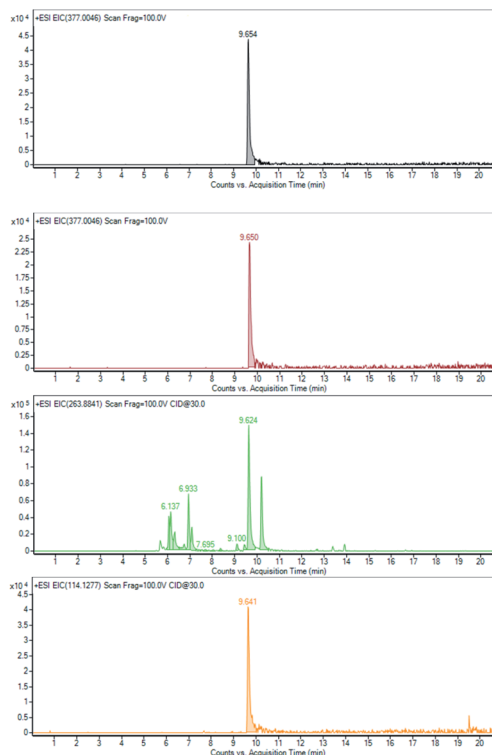 +ESI EIC(377.0046) Scan Frag=100.0V
x10 4
9.654
4.5
4
3.5
3
2.5
2
1.5
1
0.5
0
1 2 3 4 5 6 7 8 9 10 11 12 13 14 15 16 17 18 19 20
Counts vs. Acquisition Time (min)
+ESI EIC(377.0046) Scan Frag=100.0V
x10 4
9.650
2.5
2.25
2
1.75
1.5
1.25
1
0.75
0.5
0.25
0
1 2 3 4 5 6 7 8 9 10 11 12 13 14 15 16 17 18 19 20
Counts vs. Acquisition Time (min)
+ESI EIC(263.8841) Scan Frag=100.0V CID@30.0
x10 5
9.624
1.6
1.4
1.2
1
0.8
6.933
0.6
6.137
0.4
0.2
7.695 9.100
0
1 2 3 4 5 6 7 8 9 10 11 12 13 14 15 16 17 18 19 20
Counts vs. Acquisition Time (min)
+ESI EIC(114.1277) Scan Frag=100.0V CID@30.0
x10 4
9.641
4.5
4
3.5
3
2.5
2
1.5
1
0.5
0
1 2 3 4 5 6 7 8 9 10 11 12 13 14 15 16 17 18 19 20
Counts vs. Acquisition Time (min)